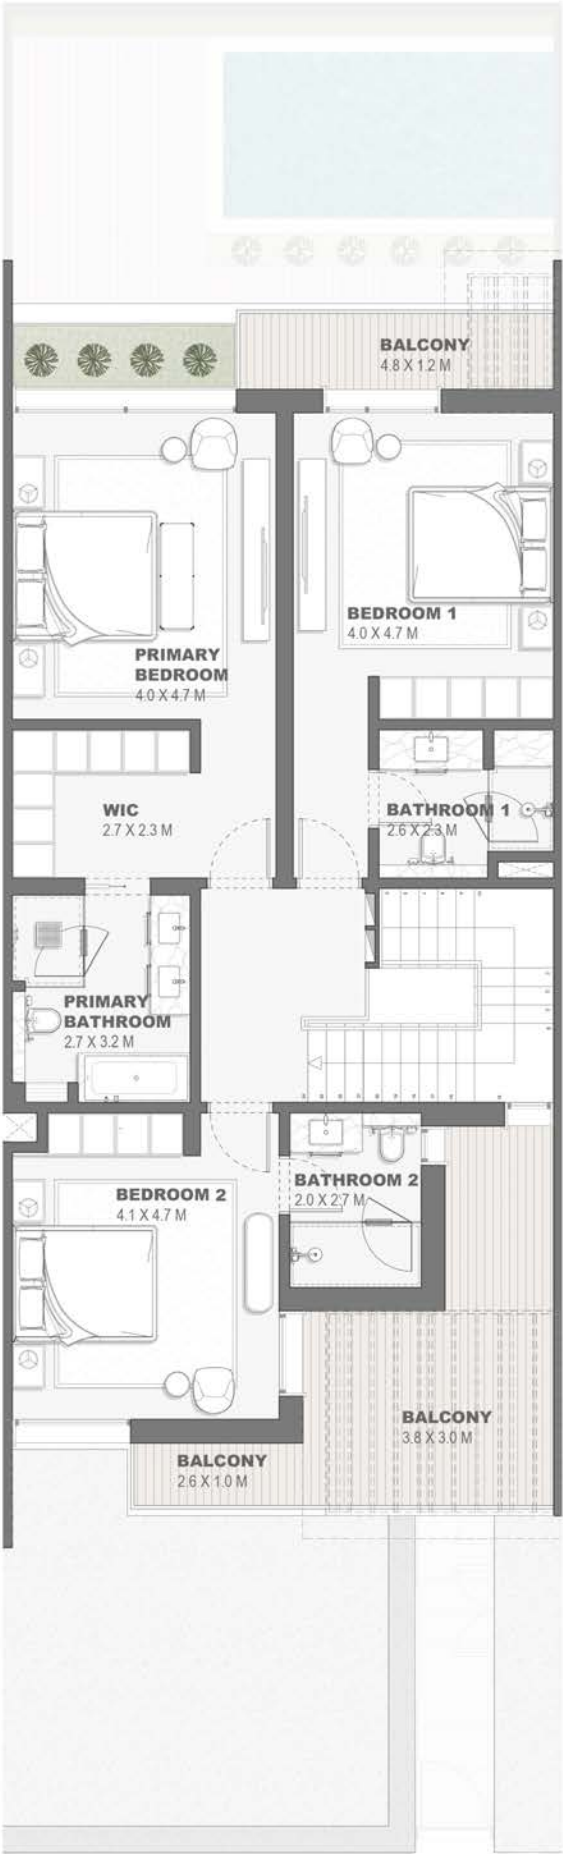 BALCONY
4.8 X 1.2 M
BEDROOM 1
4.0 X 4.7 M
PRIMARY
BEDROOM
4.0 X 4.7 M
WIC
2.7 X 2.3 M
BATHROOM 1
2.6 X 2.3 M
PRIMARY
BATHROOM
2.7 X 3.2 M
BATHROOM 2
2.0 X 2.7 M
BEDROOM 2
4.1 X 4.7 M
BALCONY
3.8 X 3.0 M
BALCONY
2.6 X 1.0 M